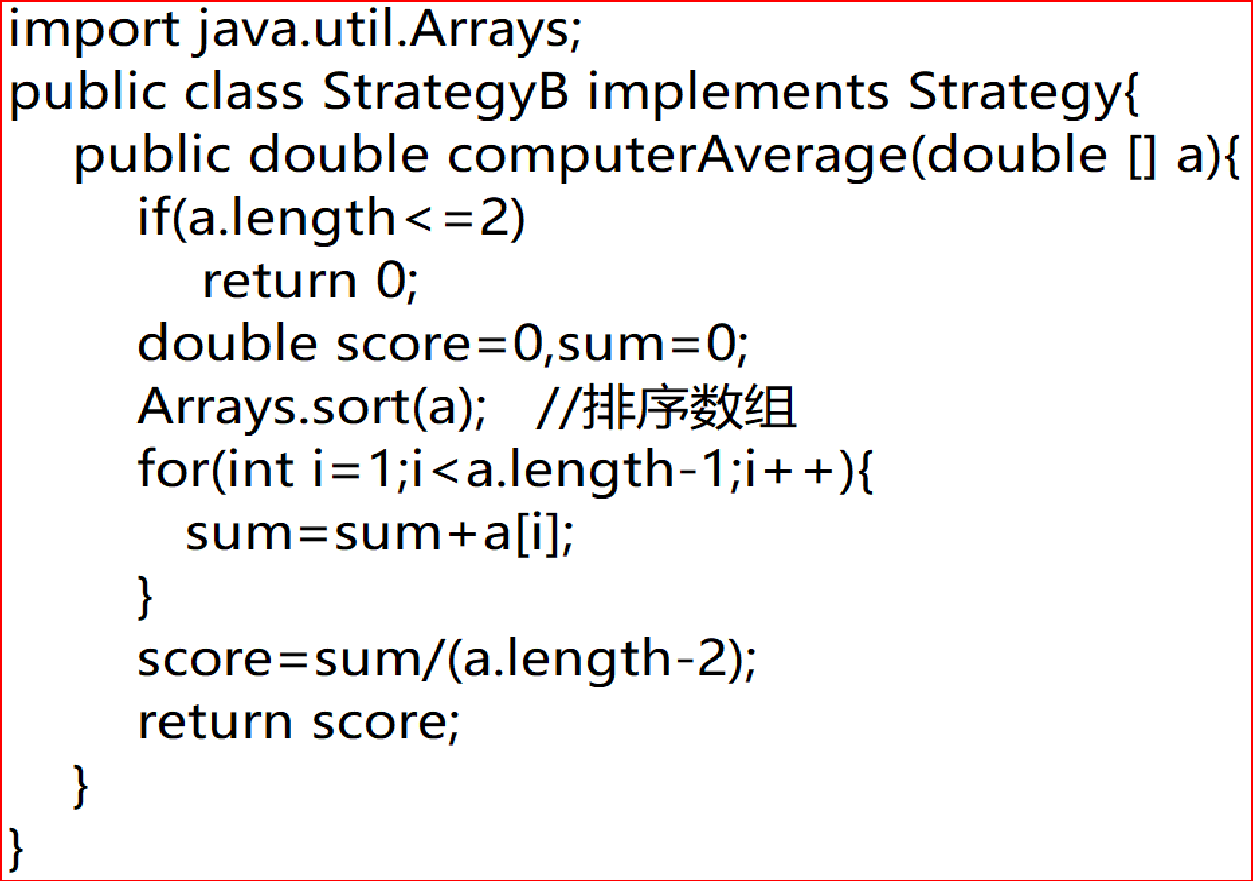 import java.util.Arrays;
public class StrategyB implements Strategy{
public double computerAverage(double [] a){
if(a.length<=2)
return 0;
double score=0,sum=0;
Arrays.sort(a);   //排序数组
for(int i=1;i<a.length-1;i++){
sum=sum+a[i];
}
score=sum/(a.length-2);
return score;
}
}